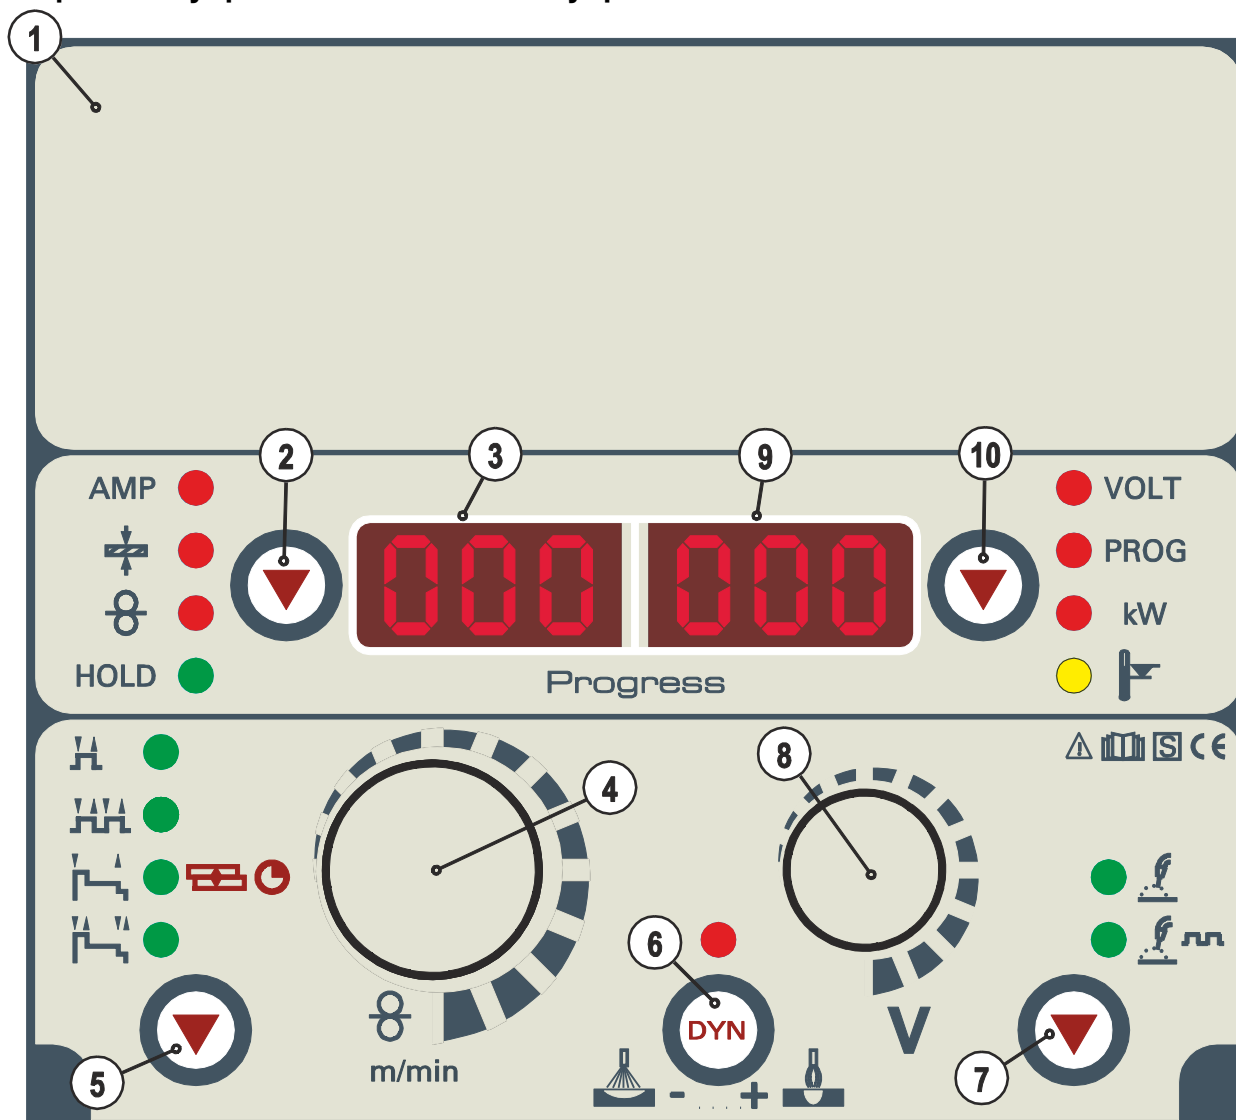 1
2
3
9
10
AMP
VOLT
PROG
kW
HOLD
000 000
Progress
4
8
S CE
6
DYN
V
5
m/min
7
- ..... +